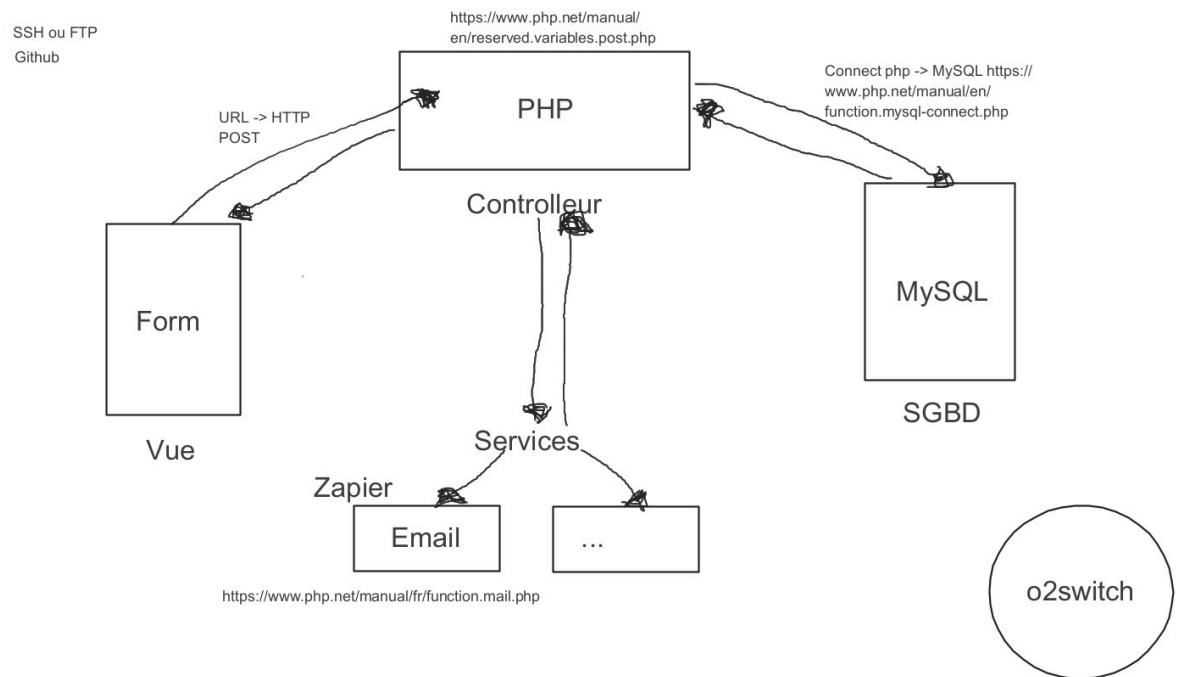 SSH ou FTP
Github
https://www.php.net/manual/
en/reserved.variables.post.php
PHP
URL -> HTTP
POST
Connect php -> MySQL https://
www.php.net/manual/en/
function.mysql-connect.php
Controlleur
Form
Vue
MySQL
SGBD
Services
Zapier
Email
...
https://www.php.net/manual/fr/function.mail.php
o2switch